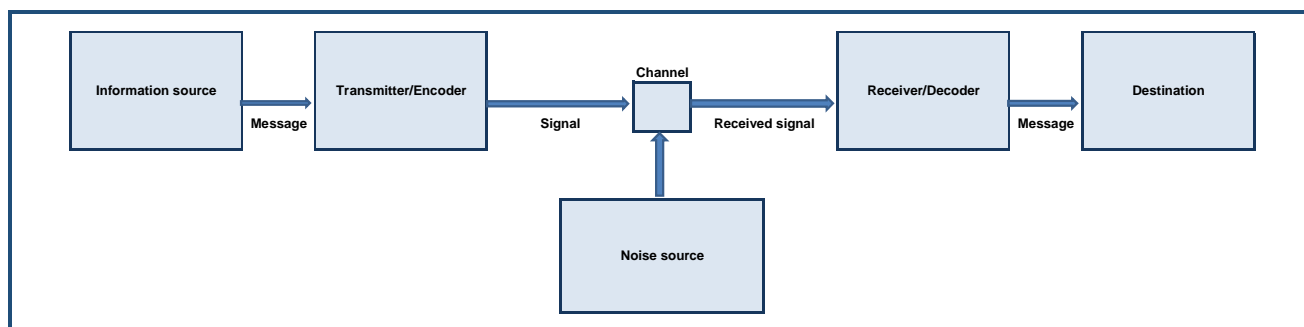 Channel
Information source
Transmitter/Encoder
Receiver/Decoder
Destination
Message
Signal
Received signal
Message
Noise source